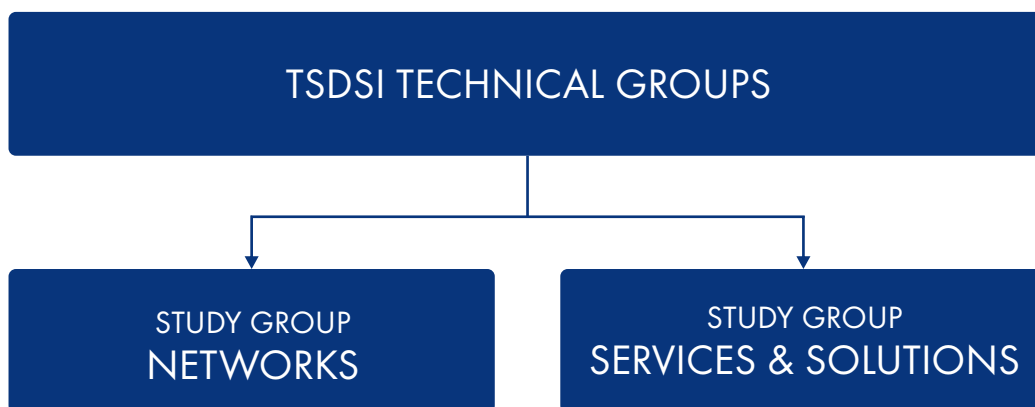 TSDSI TECHNICAL GROUPS
STUDY GROUP
NETWORKS
STUDY GROUP
SERVICES & SOLUTIONS